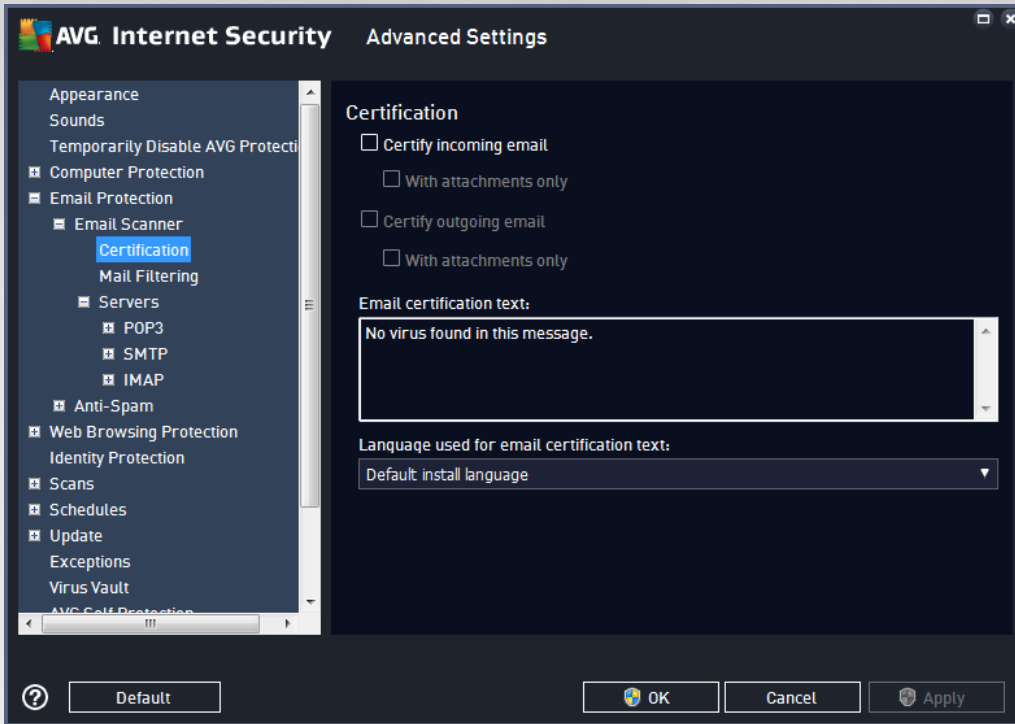 AVG Internet Security Advanced Settings
Appearance
Sounds
Temporarily Disable AVG Protecti
Computer Protection
Email Protection
Email Scanner
Certification
Mail Filtering
Servers
POP3
SMTP
IMAP
Anti-Spam
Web Browsing Protection
Identity Protection
Scans
Schedules
Update
Exceptions
Virus Vault
AVG Self Protection
Certification
Certify incoming email
With attachments only
Certify outgoing email
With attachments only
Email certification text:
No virus found in this message.
Language used for email certification text:
Default install language
? Default OK Cancel Apply